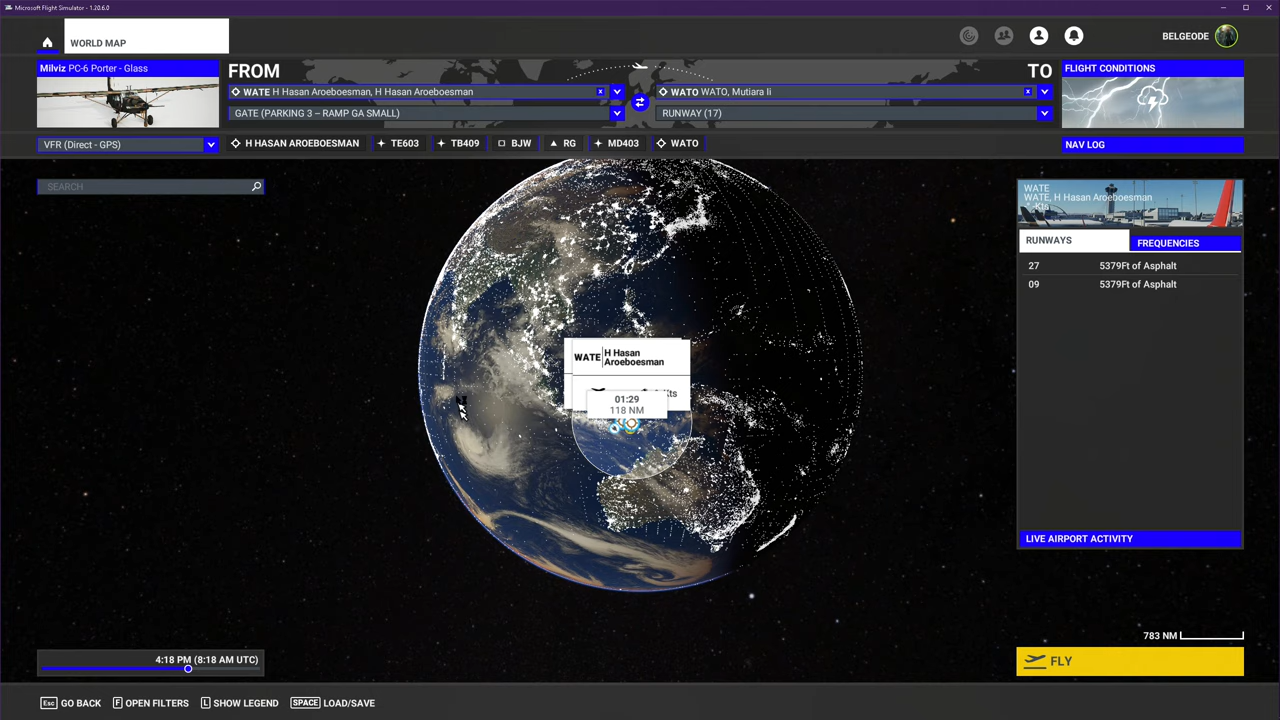 Microsoft Flight Simulator - 1.20.6.0
WORLD MAP
BELGEODE
Milviz PC-6 Porter - Glass
FROM
TO
WATE H Hasan Aroeboesman, H Hasan Aroeboesman
WATO WATO, Mutiara Ii
GATE (PARKING 3 – RAMP GA SMALL)
RUNWAY (17)
FLIGHT CONDITIONS
VFR (Direct - GPS)
H HASAN AROEBOESMAN
TE603
TB409
BJW
RG
MD403
WATO
NAV LOG
SEARCH
WATE
WATE, H Hasan Aroeboesman
Kts
RUNWAYS
FREQUENCIES
27 5379Ft of Asphalt
09 5379Ft of Asphalt
LIVE AIRPORT ACTIVITY
WATE H Hasan
Aroeboesman
Kts
01:29
118 NM
783 NM
4:18 PM (8:18 AM UTC)
FLY
Esc GO BACK
F OPEN FILTERS
L SHOW LEGEND
SPACE LOAD/SAVE